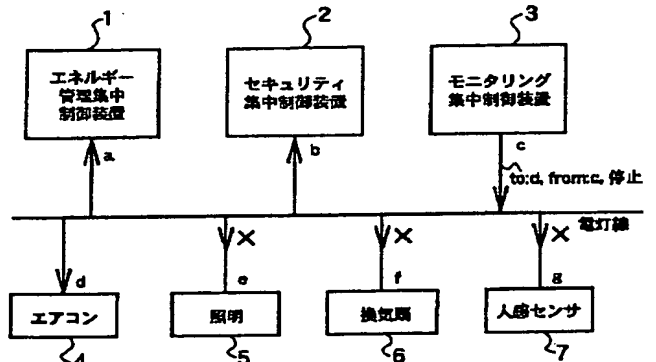 1
2
3
エネルギー
管理集中
制御装置
セキュリティ
集中制御装置
モニタリング
集中制御装置
a
b
c
to:d, from:c, 停止
電灯線
d
e
f
g
エアコン
照明
換気扇
人感センサ
4
5
6
7